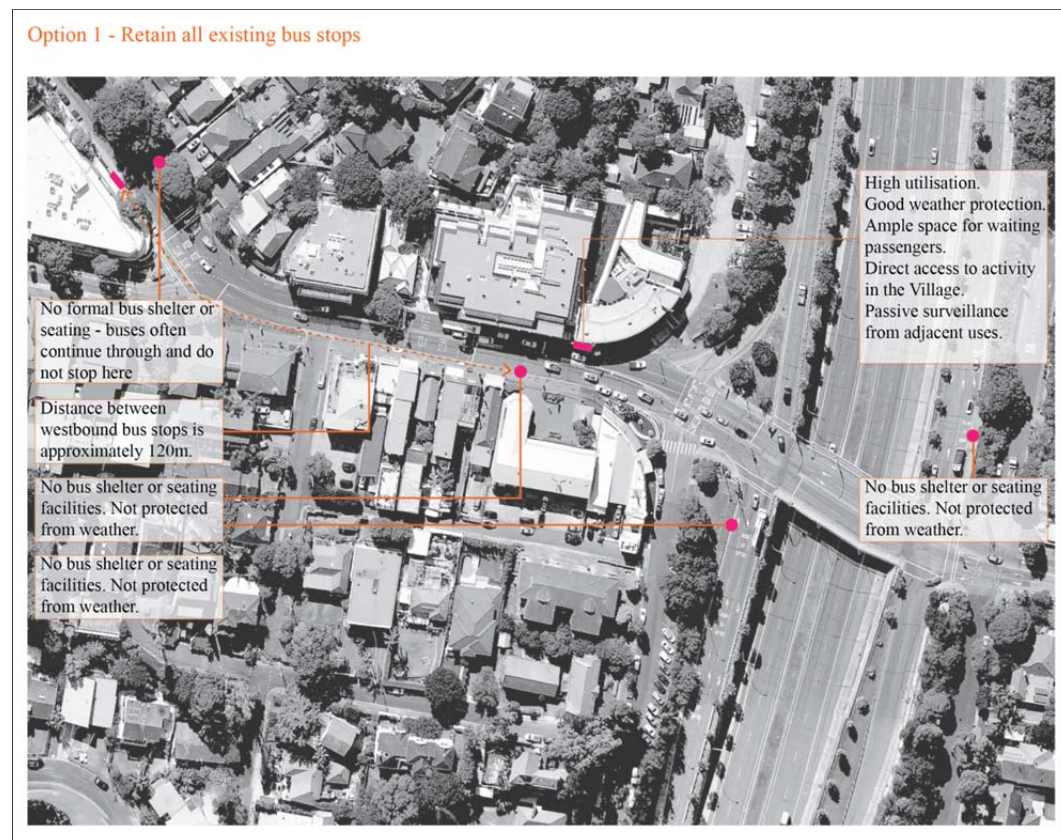 Option 1 - Retain all existing bus stops
High utilisation.
Good weather protection.
Ample space for waiting
passengers.
Direct access to activity
in the Village.
Passive surveillance
from adjacent uses.
No formal bus shelter or
seating - buses often
continue through and do
not stop here
Distance between
westbound bus stops is
approximately 120m.
No bus shelter or seating
facilities. Not protected
from weather.
No bus shelter or seating
facilities. Not protected
from weather.
No bus shelter or seating
facilities. Not protected
from weather.